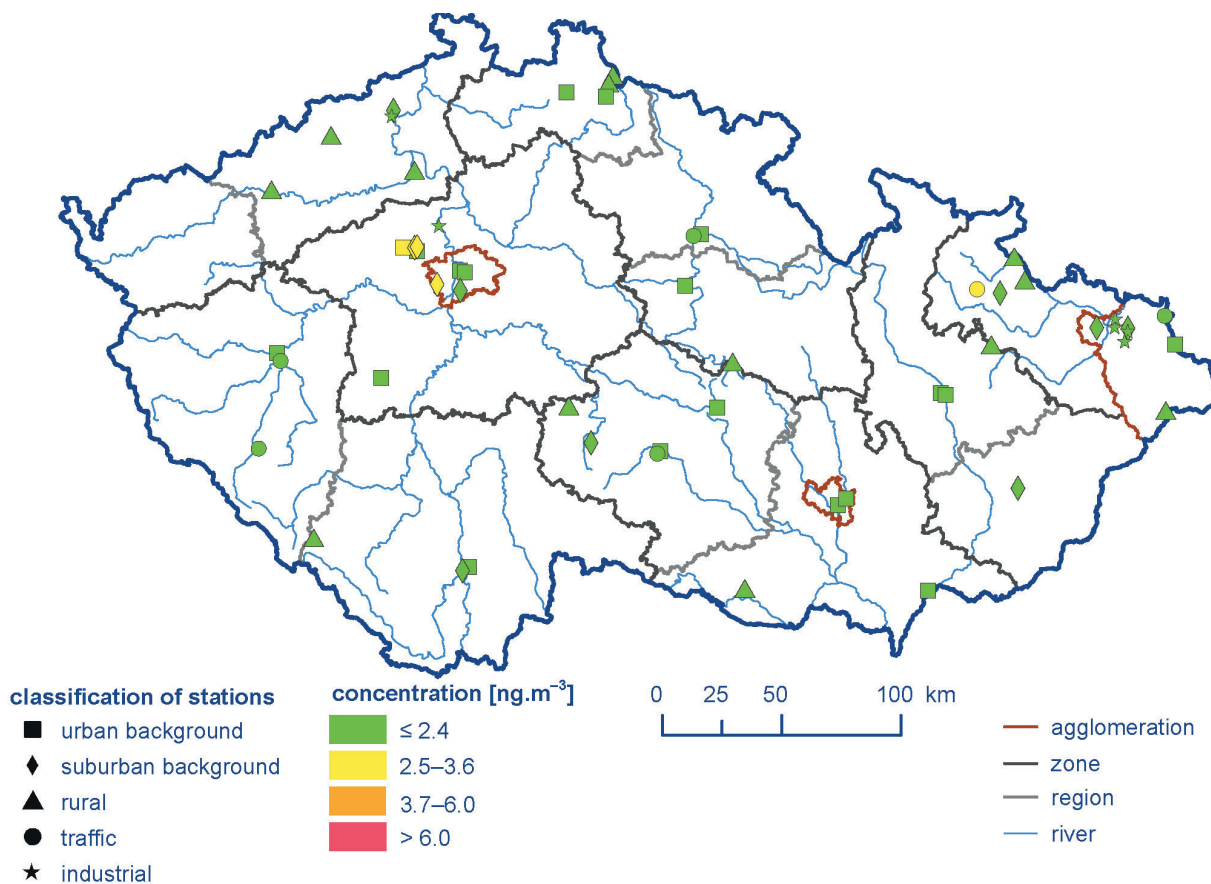 classification of stations
urban background
suburban background
rural
traffic
industrial
concentration [ng.m⁻³]
≤ 2.4
2.5–3.6
3.7–6.0
> 6.0
0 25 50 100 km
agglomeration
zone
region
river